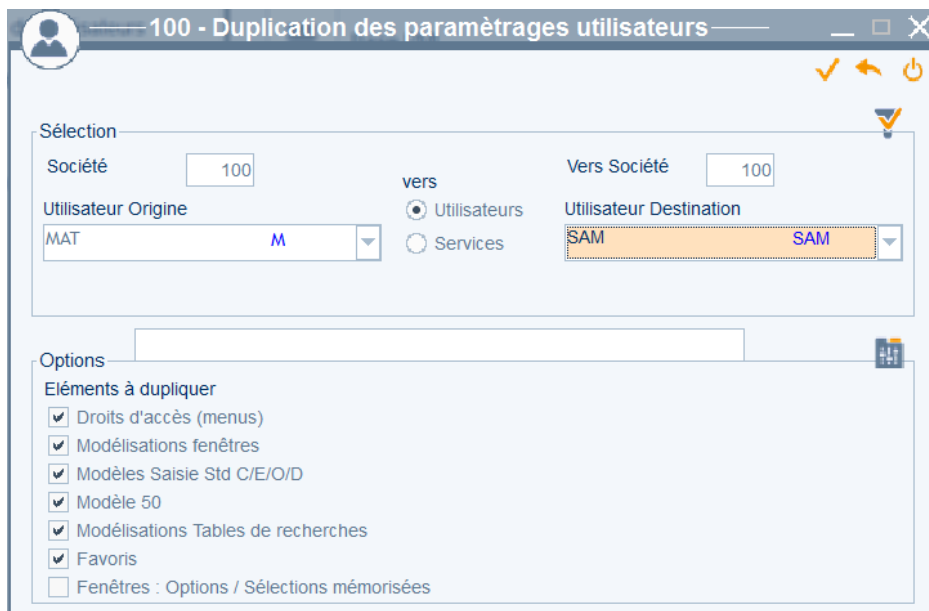 100 - Duplication des paramètrages utilisateurs
Sélection
Société 100
vers
Vers Société 100
Utilisateur Origine
Utilisateurs
Utilisateur Destination
MAT M
Services
SAM SAM
Options
Eléments à dupliquer
Droits d'accès (menus)
Modélisations fenêtres
Modèles Saisie Std C/E/O/D
Modèle 50
Modélisations Tables de recherches
Favoris
Fenêtres : Options / Sélections mémorisées